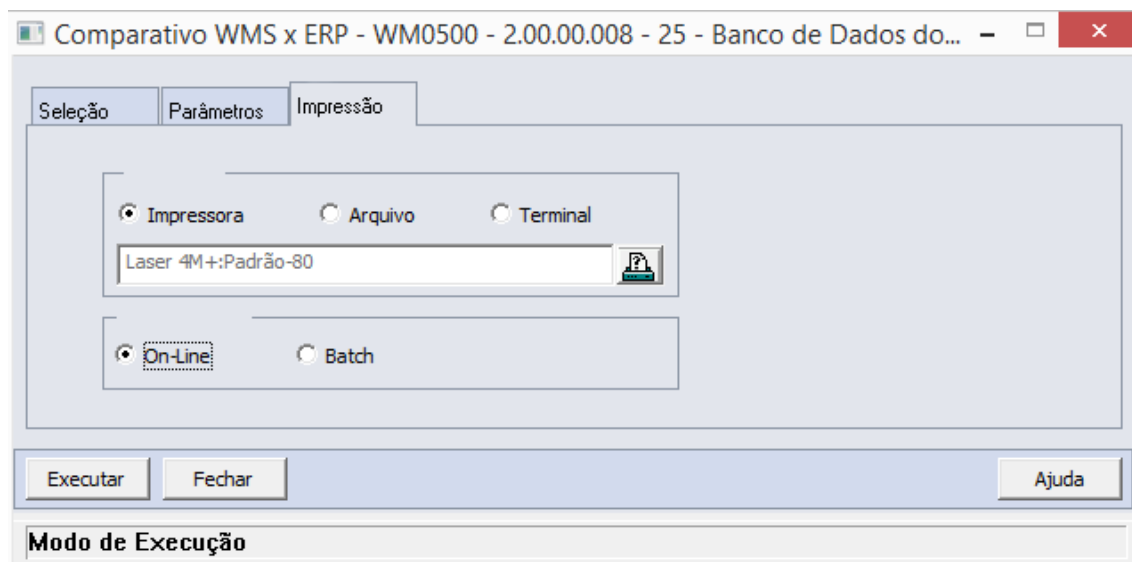 Comparativo WMS x ERP - WM0500 - 2.00.00.008 - 25 - Banco de Dados do...
Seleção Parâmetros Impressão
Impressora Arquivo Terminal
Laser 4M+:Padrão-80
On-Line Batch
Executar Fechar Ajuda
Modo de Execução